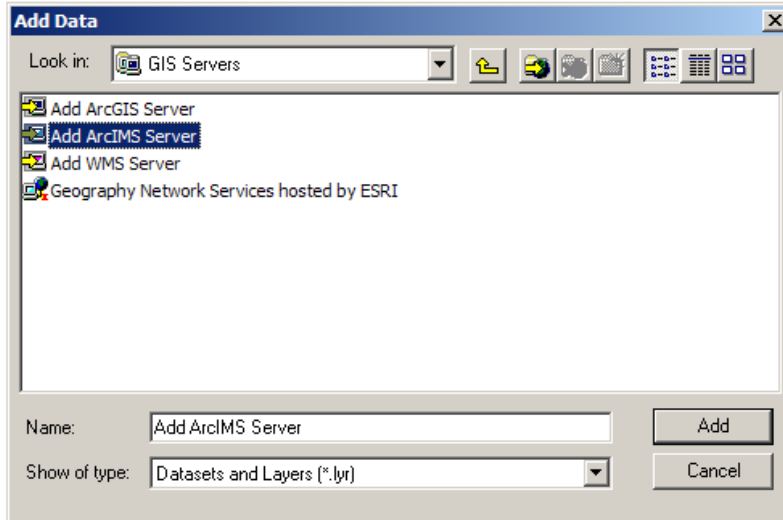 Add Data
Look in: GIS Servers
Add ArcGIS Server
Add ArcIMS Server
Add WMS Server
Geography Network Services hosted by ESRI
Name: Add ArcIMS Server Add
Show of type: Datasets and Layers (*.lyr) Cancel